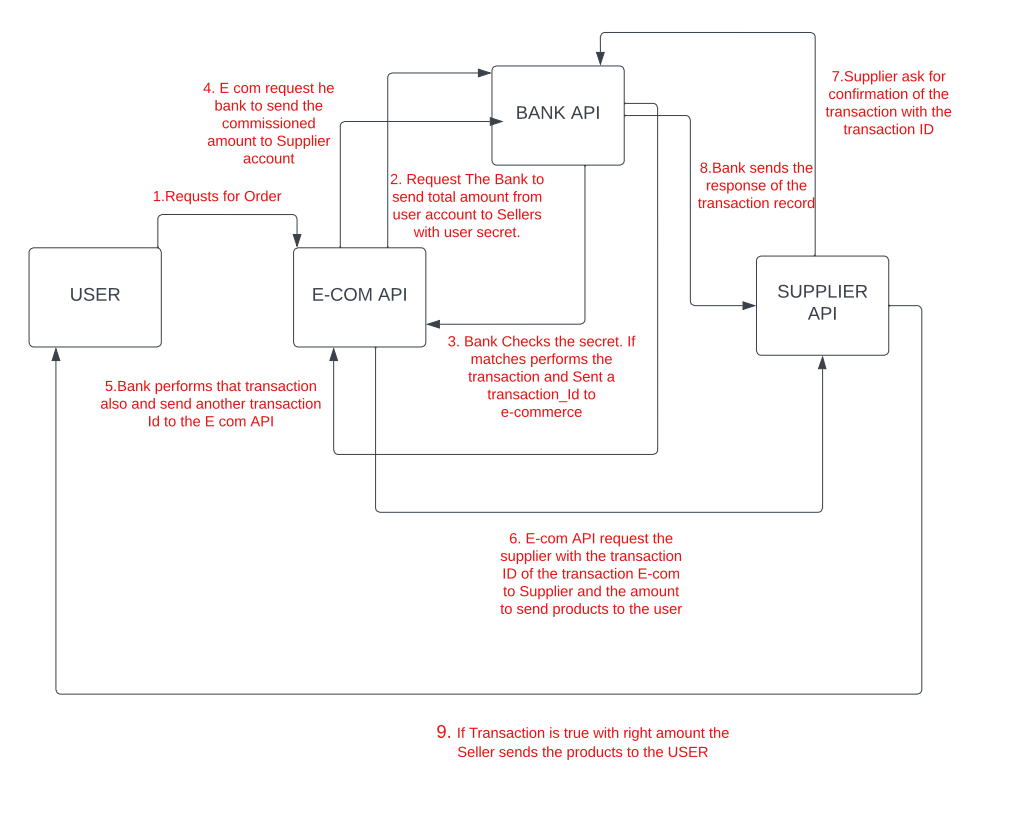 4. E com request he
bank to send the
commissioned
amount to Supplier
account
BANK API
7.Supplier ask for
confirmation of the
transaction with the
transaction ID
1.Requsts for Order
2. Request The Bank to
send total amount from
user account to Sellers
with user secret.
8.Bank sends the
response of the
transaction record
USER
E-COM API
SUPPLIER
API
3. Bank Checks the secret. If
matches performs the
transaction and Sent a
transaction_Id to
e-commerce
5.Bank performs that transaction
also and send another transaction
Id to the E com API
6. E-com API request the
supplier with the transaction
ID of the transaction E-com
to Supplier and the amount
to send products to the user
9. If Transaction is true with right amount the
Seller sends the products to the USER